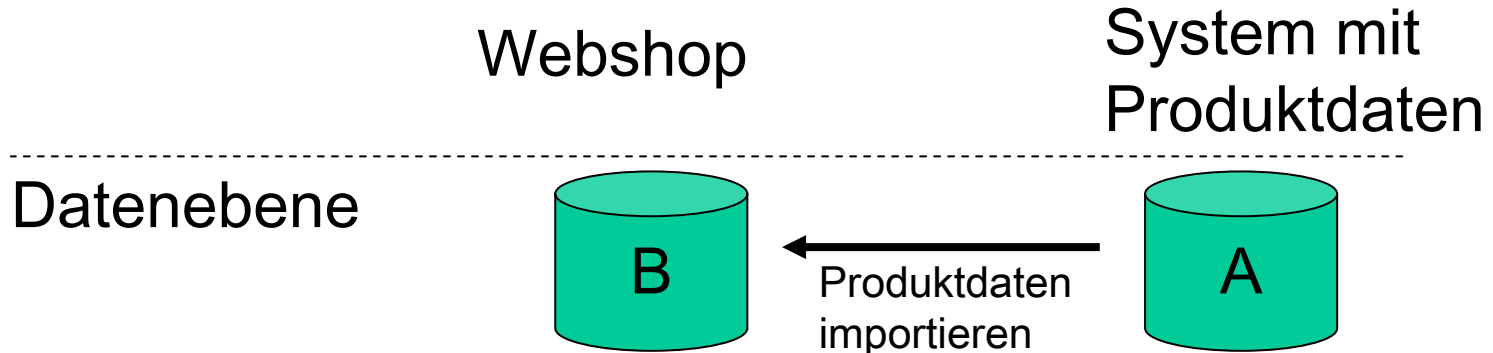 Webshop
System mit
Produktdaten
Datenebene
B
Produktdaten
importieren
A